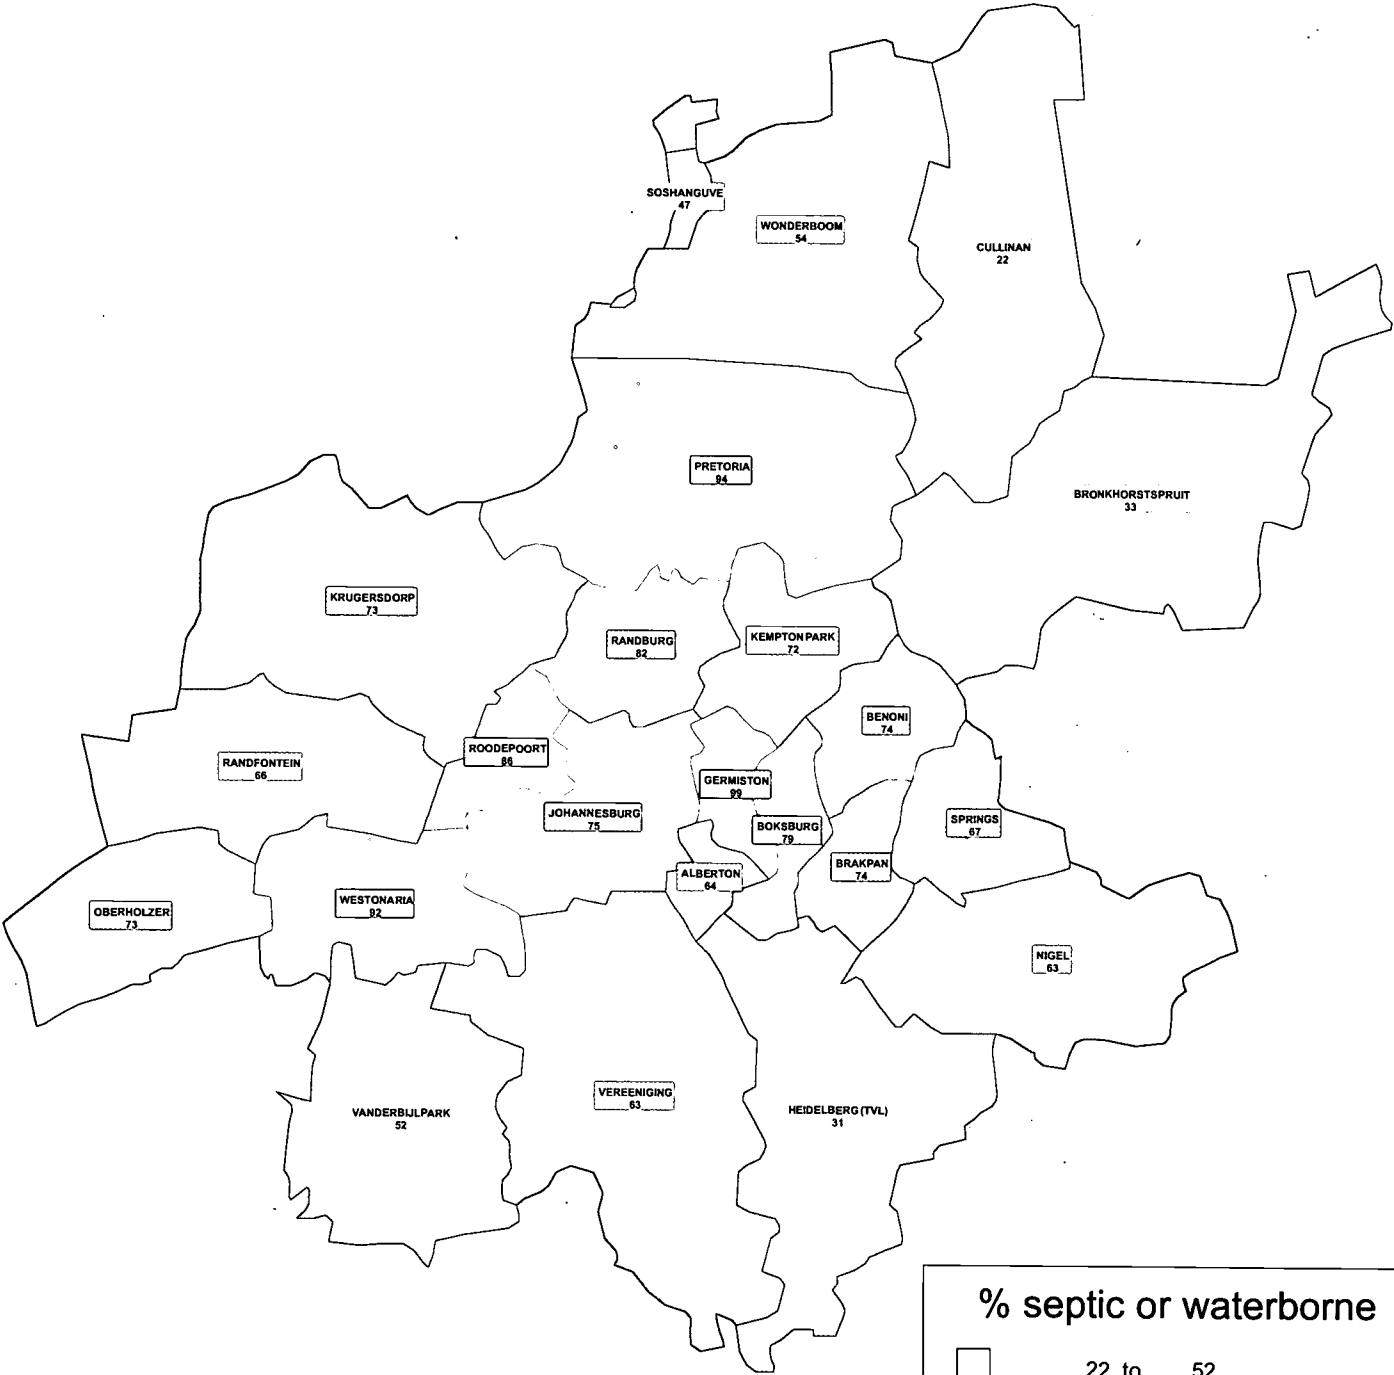 SOSHANGUVE
47
WONDERBOOM
54
CULLINAN
22
PRETORIA
94
BRONKHORSTSPRUIT
33
KRUGERSDORP
73
RANDBURG
82
KEMPTON PARK
72
BENONI
74
ROODEPOORT
86
RANDFONTEIN
66
GERMISTON
99
JOHANNESBURG
75
BOKSBURG
79
SPRINGS
67
BRAKPAN
74
ALBERTON
64
WESTONARIA
92
OBERHOLZER
73
NIGEL
63
VEREENIGING
63
VANDERBIJLPARK
52
HEIDELBERG (TVL)
31
% septic or waterborne
22 to 52